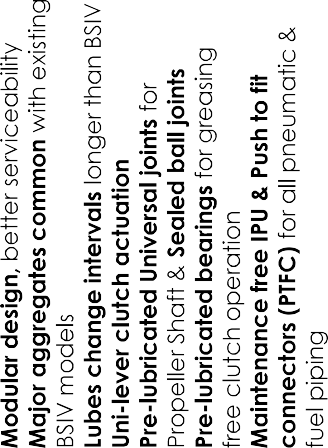 Modular design, better serviceability
Major aggregates common with existing
BSIV models
Lubes change intervals longer than BSIV
Uni-lever clutch actuation
Pre-lubricated Universal joints for
Propeller Shaft & Sealed ball joints
Pre-lubricated bearings for greasing
free clutch operation
Maintenance free IPU & Push to fit
Connectors (PTFC) for all pneumatic &
fuel piping